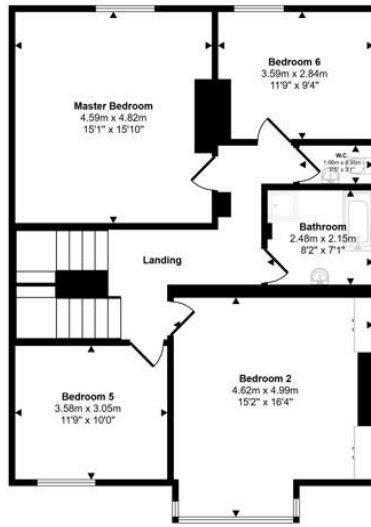 Master Bedroom
4.59m x 4.82m
15'1" x 15'10"
Bedroom 6
3.59m x 2.84m
11'9" x 9'4"
W.C.
Bathroom
2.48m x 2.15m
8'2" x 7'1"
Landing
Bedroom 5
3.58m x 3.05m
11'9" x 10'0"
Bedroom 2
4.62m x 4.99m
15'2" x 16'4"